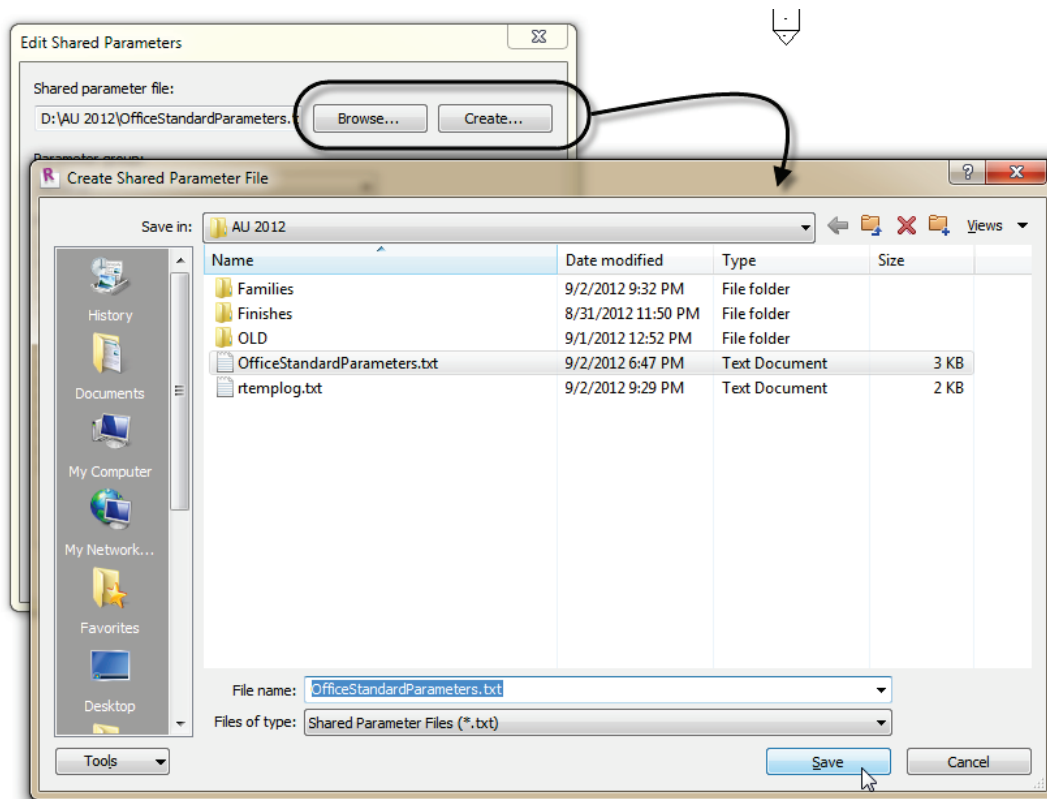 Edit Shared Parameters
Shared parameter file:
D:\AU 2012\OfficeStandardParameters.t Browse... Create...
Parameter group:
Create Shared Parameter File
Save in: AU 2012 Views
Name Date modified Type Size
Families 9/2/2012 9:32 PM File folder
Finishes 8/31/2012 11:50 PM File folder
OLD 9/1/2012 12:52 PM File folder
OfficeStandardParameters.txt 9/2/2012 6:47 PM Text Document 3 KB
rtemplog.txt 9/2/2012 9:29 PM Text Document 2 KB
History
Documents
My Computer
My Network...
Favorites
Desktop
File name: OfficeStandardParameters.txt
Files of type: Shared Parameter Files (*.txt)
Tools Save Cancel